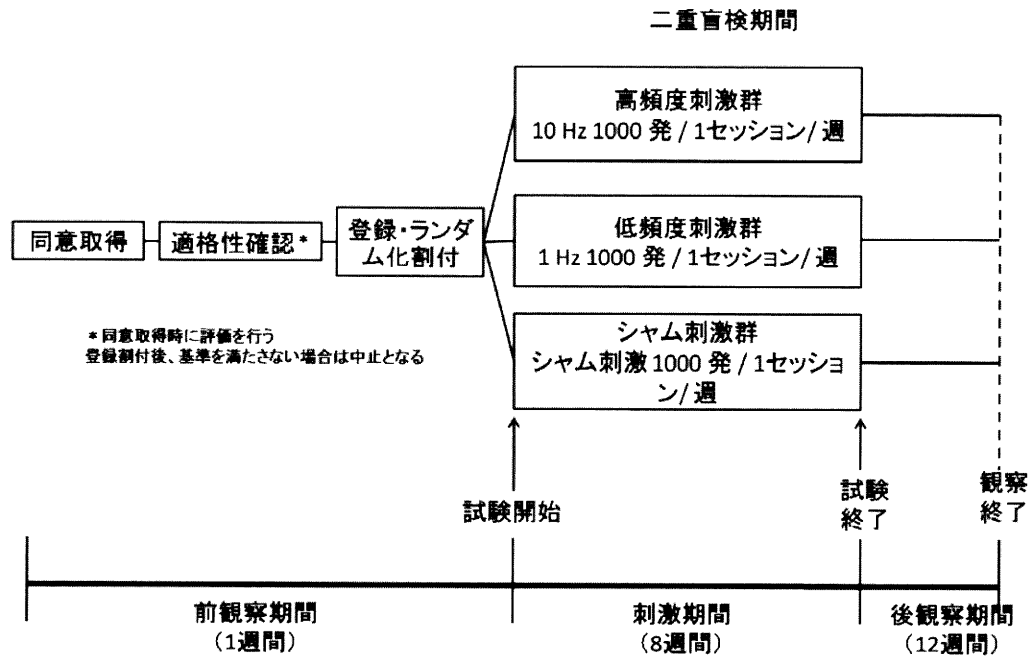 二重盲検期間
高頻度刺激群
10 Hz 1000 発 / 1セッション/ 週
同意取得
適格性確認*
登録・ランダ
ム化割付
低頻度刺激群
1 Hz 1000 発 / 1セッション/ 週
シャム刺激群
シャム刺激 1000 発 / 1セッショ
ン/ 週
* 同意取得時に評価を行う
登録割付後、基準を満たさない場合は中止となる
試験開始
試験
終了
観察
終了
前観察期間
（1週間）
刺激期間
（8週間）
後観察期間
（12週間）